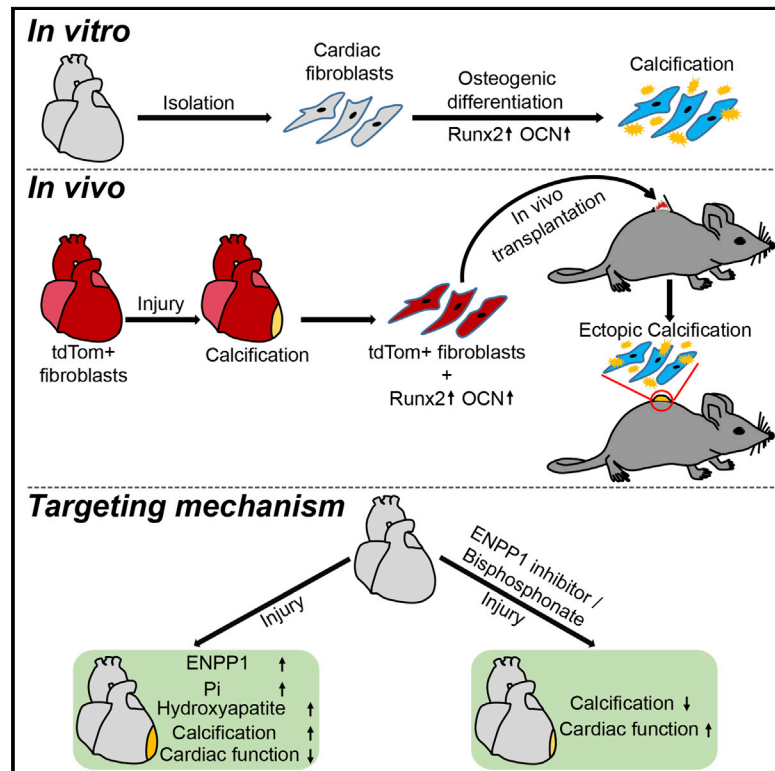 In vitro
Isolation
Cardiac
fibroblasts
Osteogenic
differentiation
Runx2↑ OCN↑
Calcification
In vivo
tdTom+
fibroblasts
Injury
Calcification
tdTom+ fibroblasts
+
Runx2↑ OCN↑
In vivo
transplantation
Ectopic Calcification
Targeting mechanism
Injury
ENPP1 inhibitor /
Bisphosphonate
Injury
ENPP1 ↑
Pi ↑
Hydroxyapatite ↑
Calcification ↑
Cardiac function ↓
Calcification ↓
Cardiac function ↑